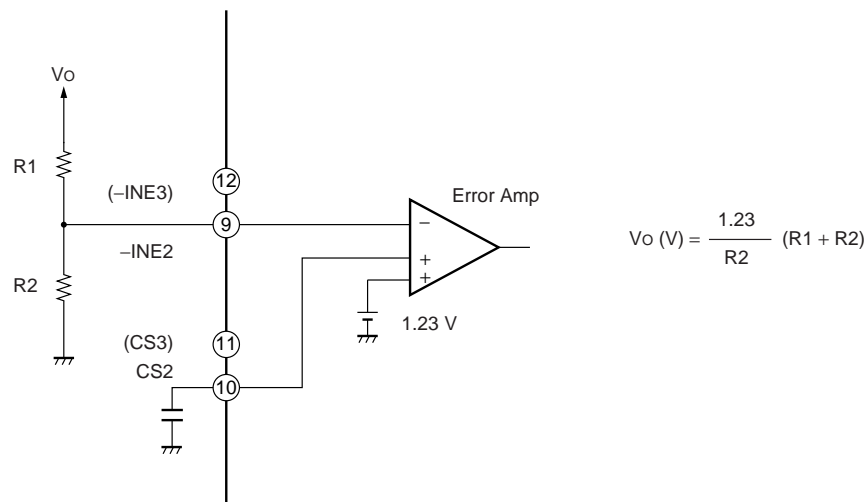 Vo
R1
(−INE3)
12
Error Amp
9
−
−INE2
+
+
R2
1.23 V
(CS3)
11
CS2
10
Vo (V) = 1.23 / R2 (R1 + R2)